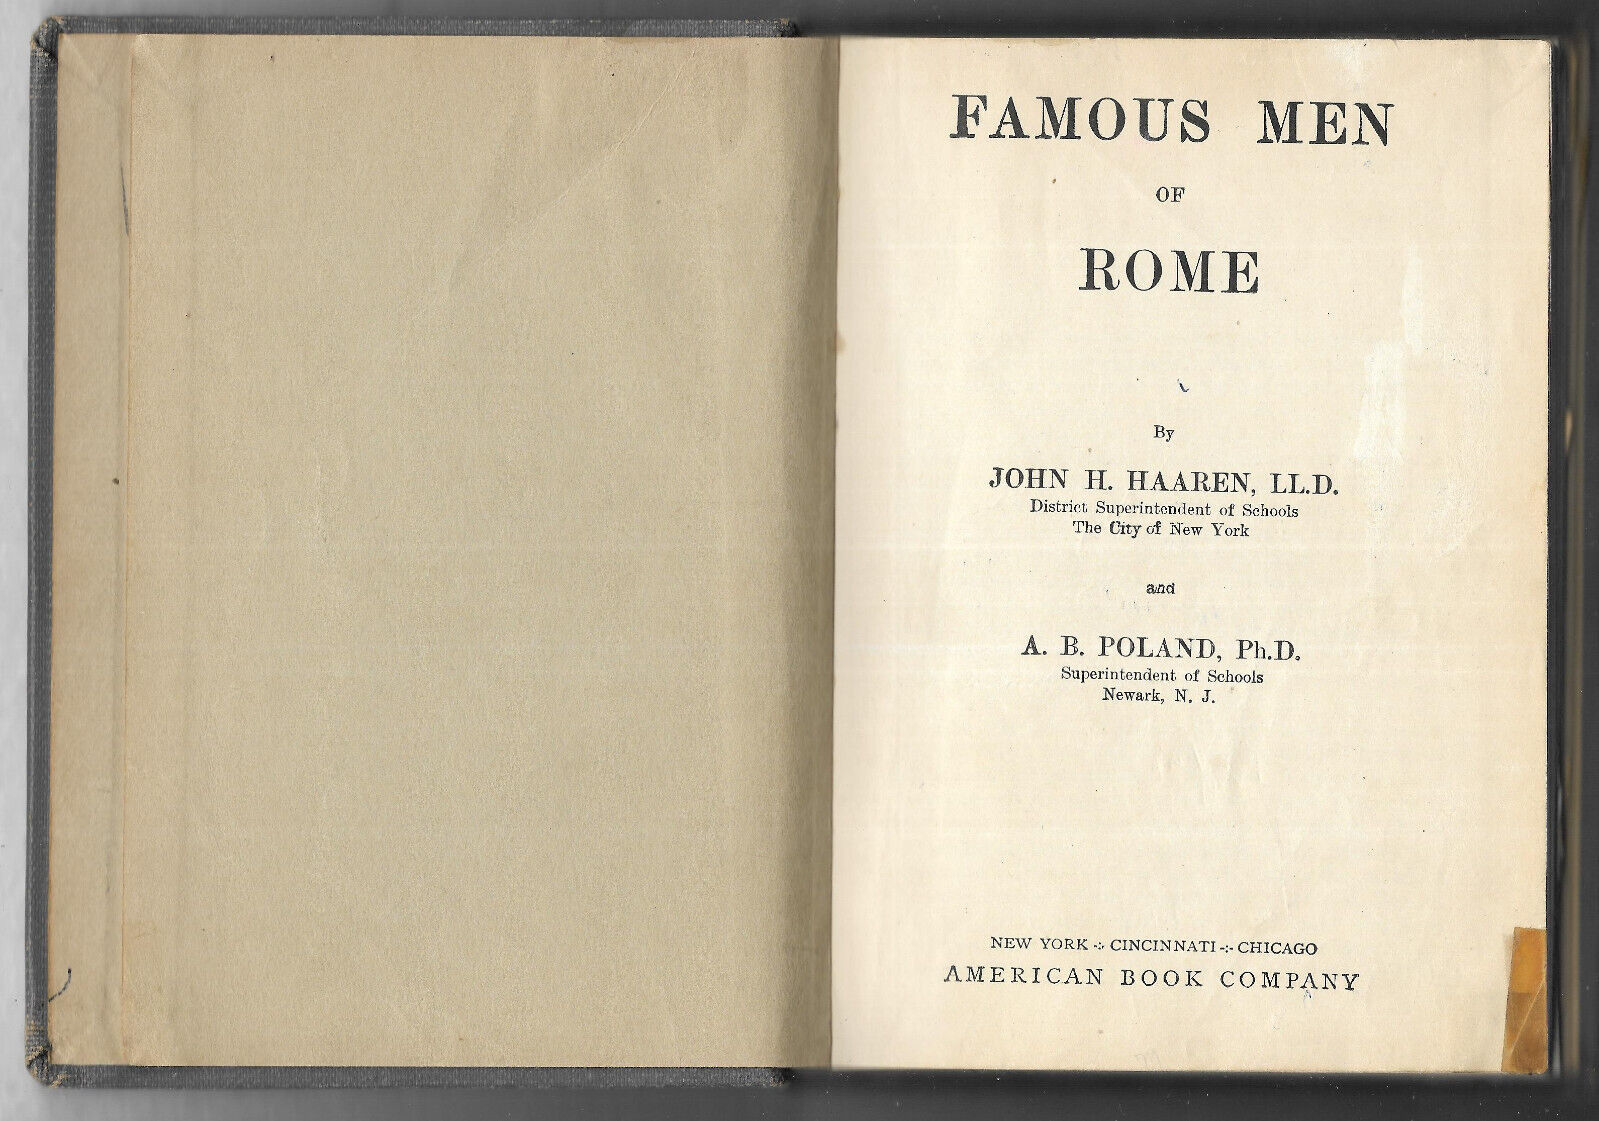 FAMOUS MEN
OF
ROME
By
JOHN H. HAAREN, LL.D.
District Superintendent of Schools
The City of New York
and
A. B. POLAND, Ph.D.
Superintendent of Schools
Newark, N. J.
NEW YORK -:- CINCINNATI -:- CHICAGO
AMERICAN BOOK COMPANY